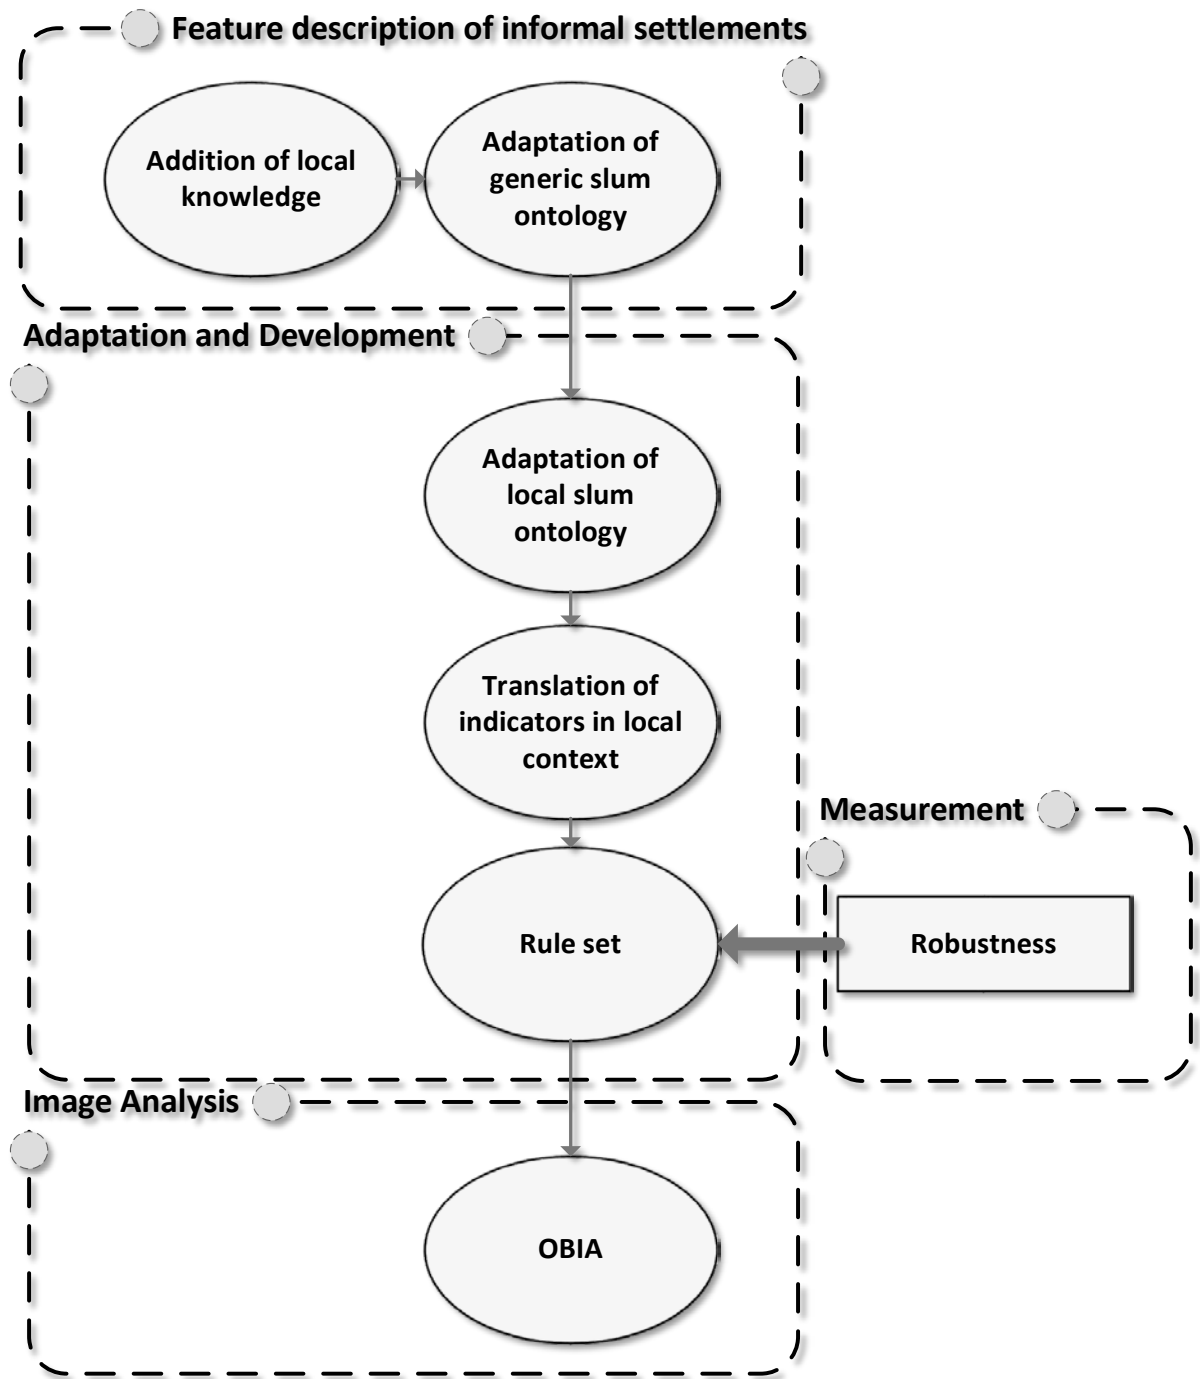 Feature description of informal settlements
Addition of local
knowledge
Adaptation of
generic slum
ontology
Adaptation and Development
Adaptation of
local slum
ontology
Translation of
indicators in local
context
Measurement
Rule set
Robustness
Image Analysis
OBIA